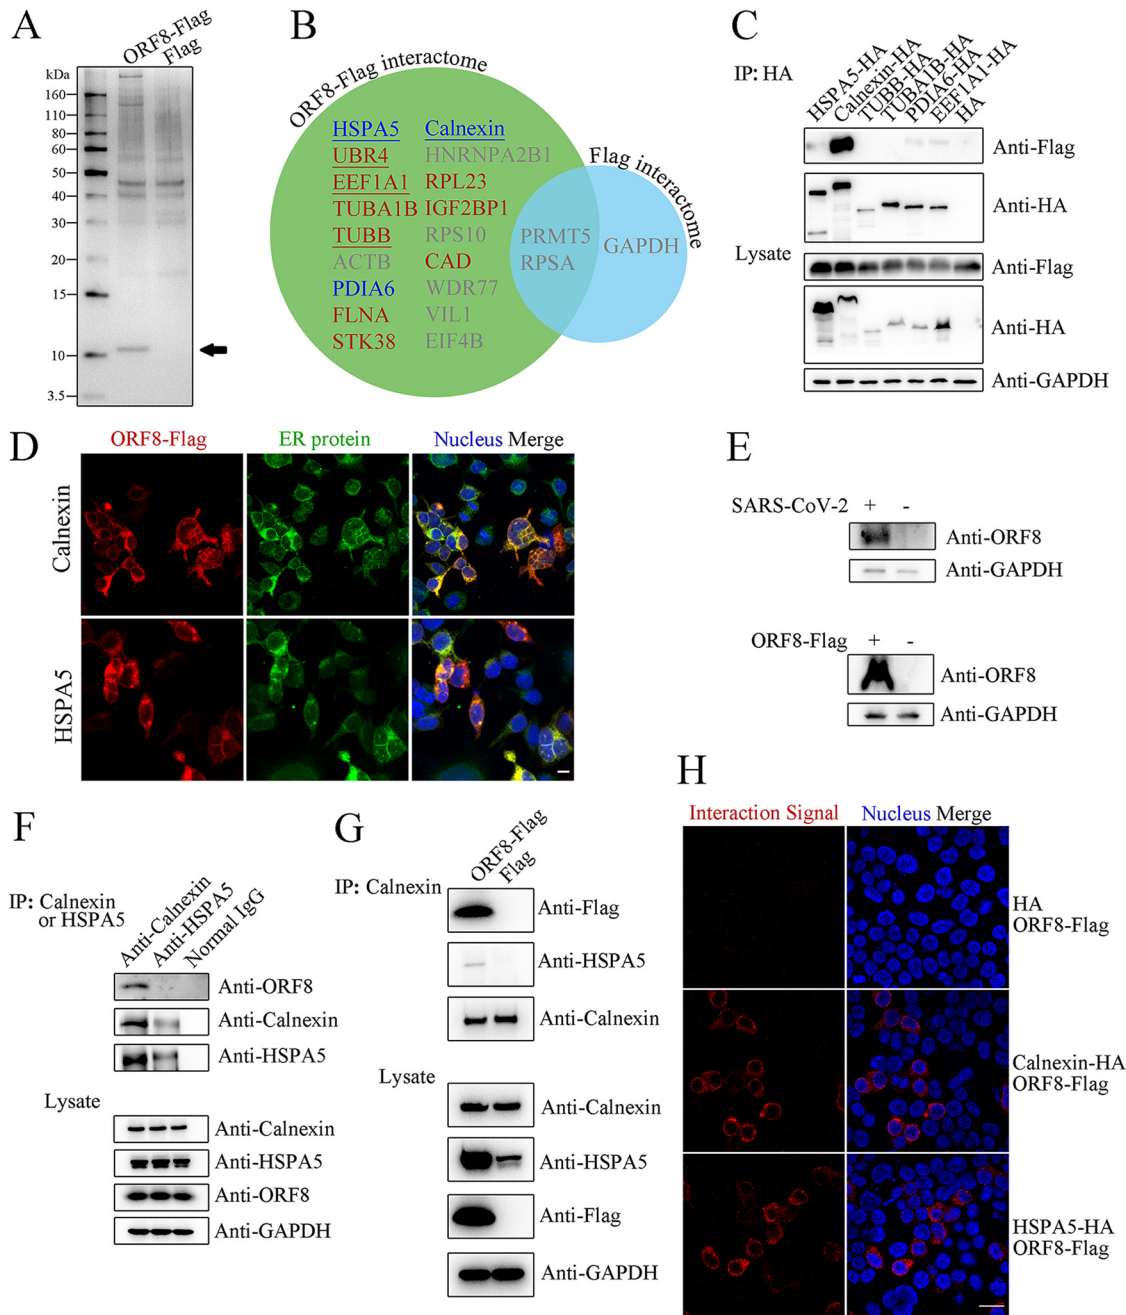 A
ORF8-Flag
Flag
kDa
160
110
80
60
50
40
30
20
15
10
3.5
B
ORF8-Flag interactome
Flag interactome
HSPA5 Calnexin
UBR4 HNRNPA2B1
EEF1A1 RPL23
TUBA1B IGF2BP1
TUBB RPS10
ACTB CAD
PDIA6 WDR77
FLNA VIL1
STK38 EIF4B
PRMT5
RPSA
GAPDH
C
IP: HA
HSPA5-HA
Calnexin-HA
TUBB-HA
TUBA1B-HA
PDIA6-HA
EEF1A1-HA
HA
Anti-Flag
Anti-HA
Lysate
Anti-Flag
Anti-HA
Anti-GAPDH
D
ORF8-Flag ER protein Nucleus Merge
Calnexin
HSPA5
E
SARS-CoV-2 + -
Anti-ORF8
Anti-GAPDH
ORF8-Flag + -
Anti-ORF8
Anti-GAPDH
F
IP: Calnexin
or HSPA5
Anti-Calnexin
Anti-HSPA5
Normal IgG
Anti-ORF8
Anti-Calnexin
Anti-HSPA5
Lysate
Anti-Calnexin
Anti-HSPA5
Anti-ORF8
Anti-GAPDH
G
ORF8-Flag
Flag
IP: Calnexin
Anti-Flag
Anti-HSPA5
Anti-Calnexin
Lysate
Anti-Calnexin
Anti-HSPA5
Anti-Flag
Anti-GAPDH
H
Interaction Signal Nucleus Merge
HA
ORF8-Flag
Calnexin-HA
ORF8-Flag
HSPA5-HA
ORF8-Flag